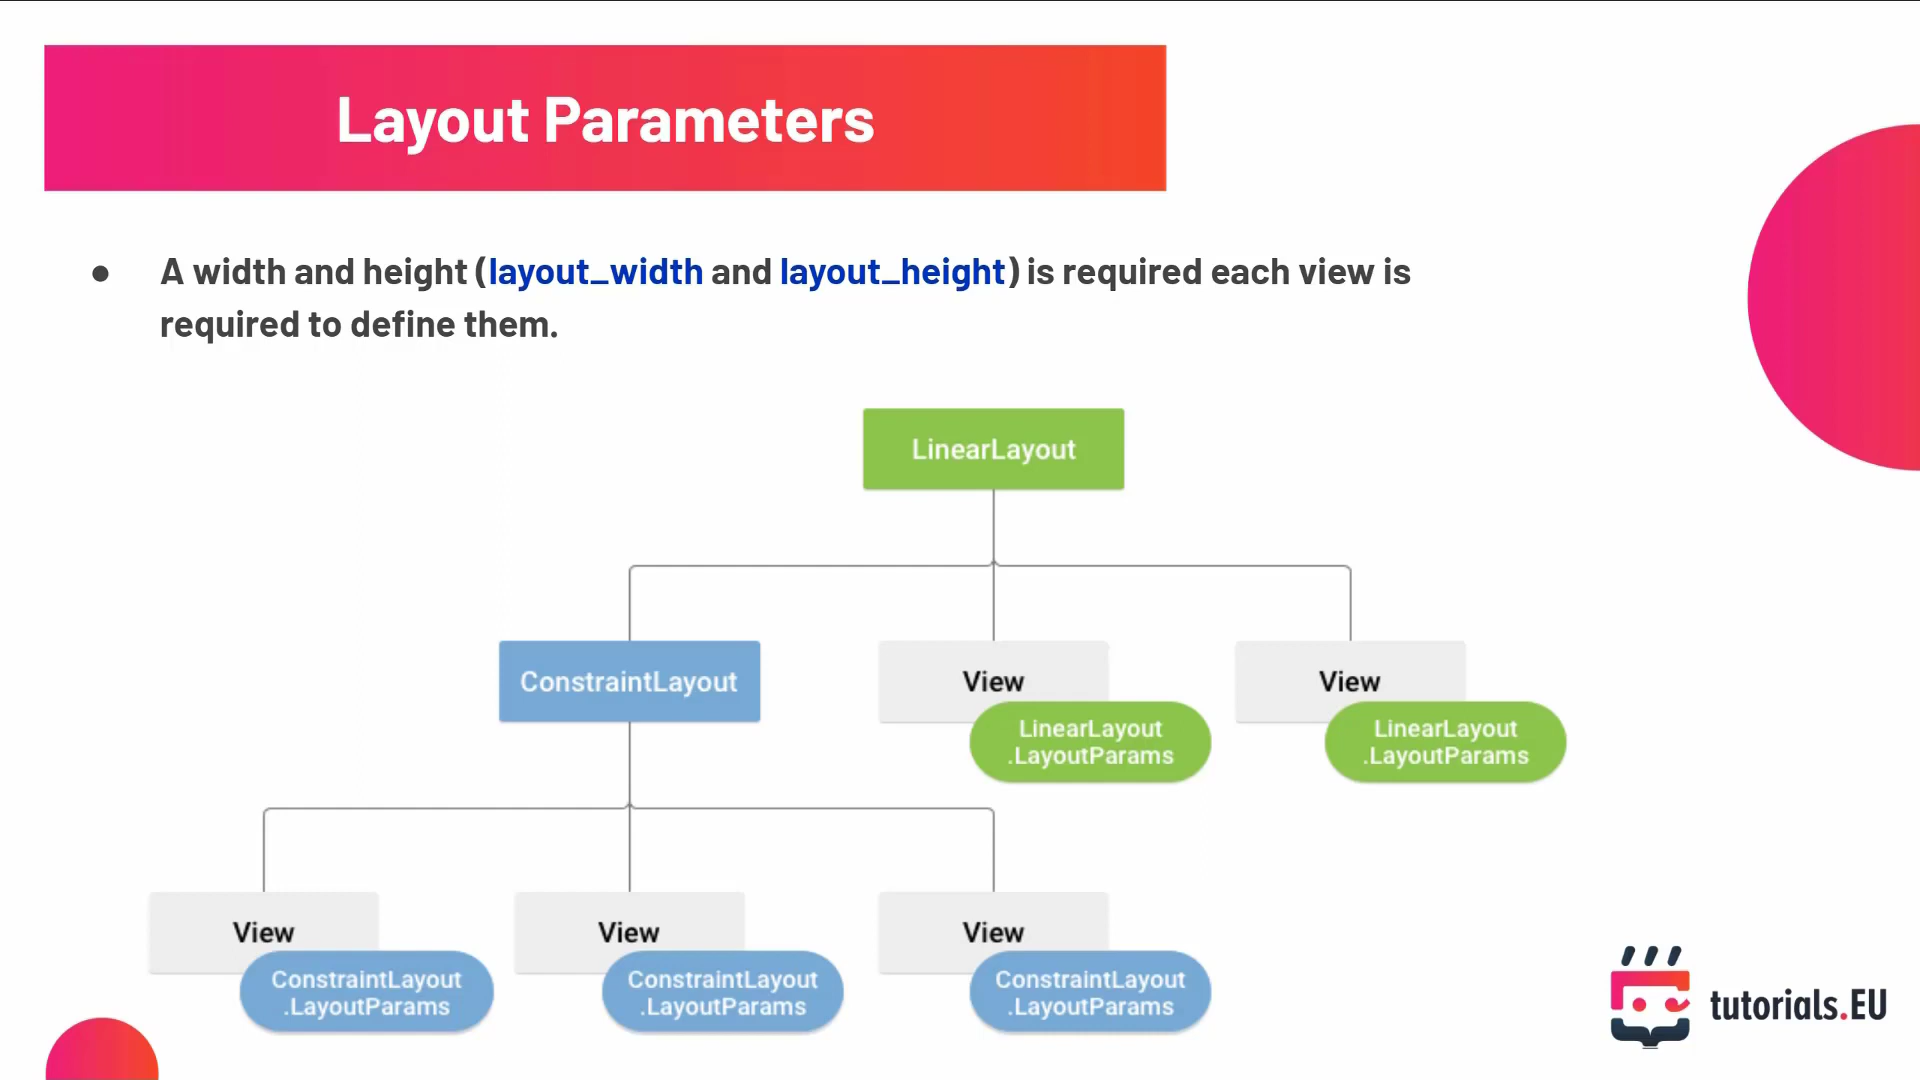 Layout Parameters
● A width and height (layout_width and layout_height) is required each view is
required to define them.
LinearLayout
ConstraintLayout
View
View
LinearLayout
.LayoutParams
LinearLayout
.LayoutParams
View
View
View
ConstraintLayout
.LayoutParams
ConstraintLayout
.LayoutParams
ConstraintLayout
.LayoutParams
tutorials.EU